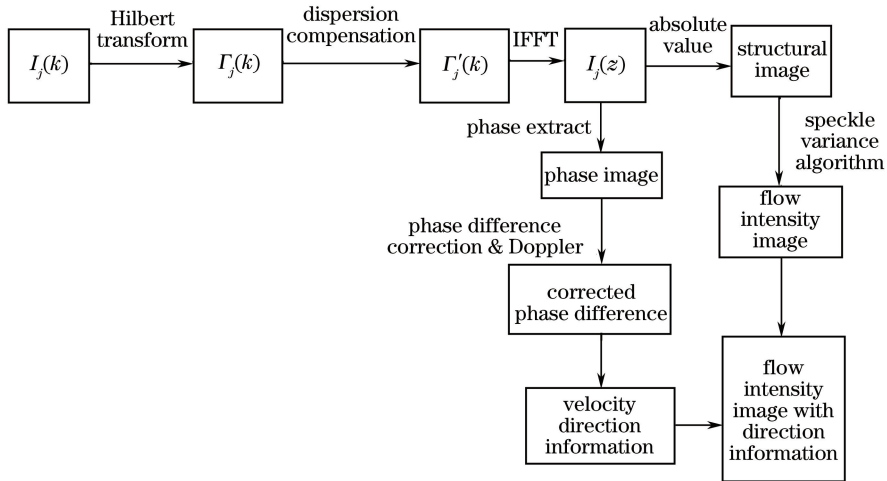 Hilbert
transform
dispersion
compensation
IFFT
absolute
value
I_j(k)
Γ_j(k)
Γ′_j(k)
I_j(z)
structural
image
phase extract
speckle
variance
algorithm
phase image
flow
intensity
image
phase difference
correction & Doppler
corrected
phase difference
velocity
direction
information
flow
intensity
image with
direction
information